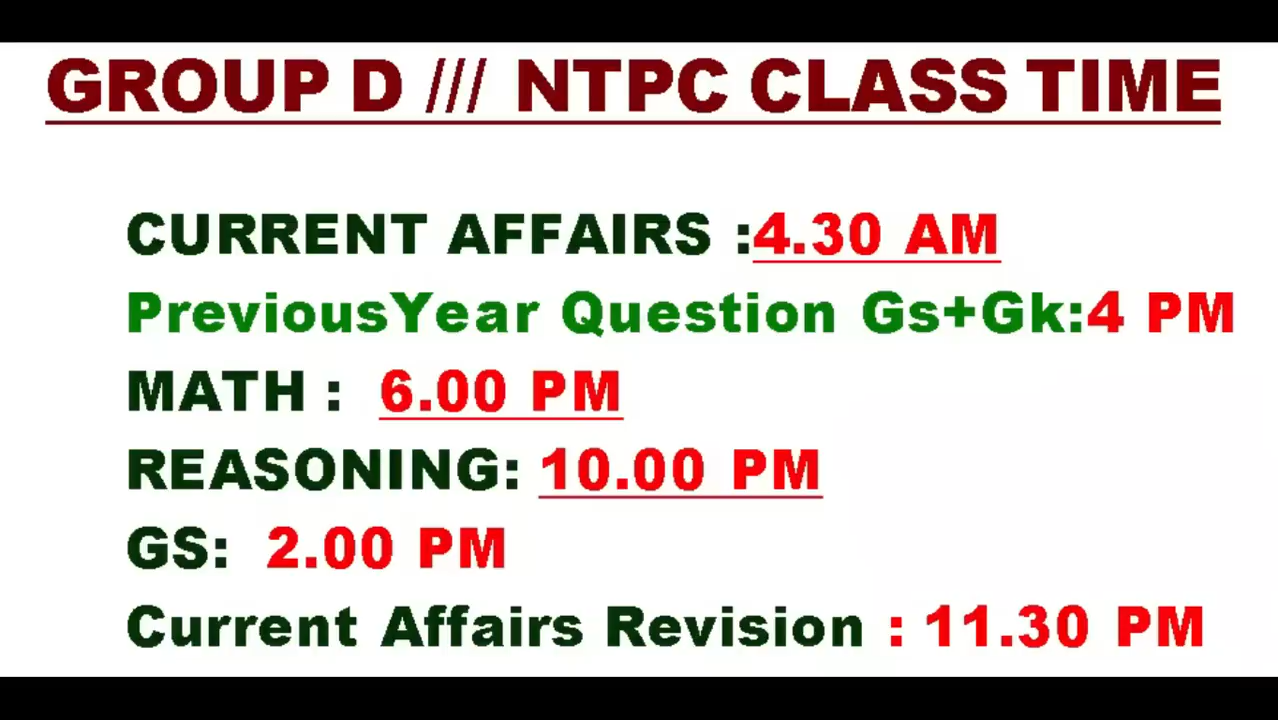 GROUP D /// NTPC CLASS TIME
CURRENT AFFAIRS :4.30 AM
PreviousYear Question Gs+Gk:4 PM
MATH : 6.00 PM
REASONING: 10.00 PM
GS: 2.00 PM
Current Affairs Revision : 11.30 PM